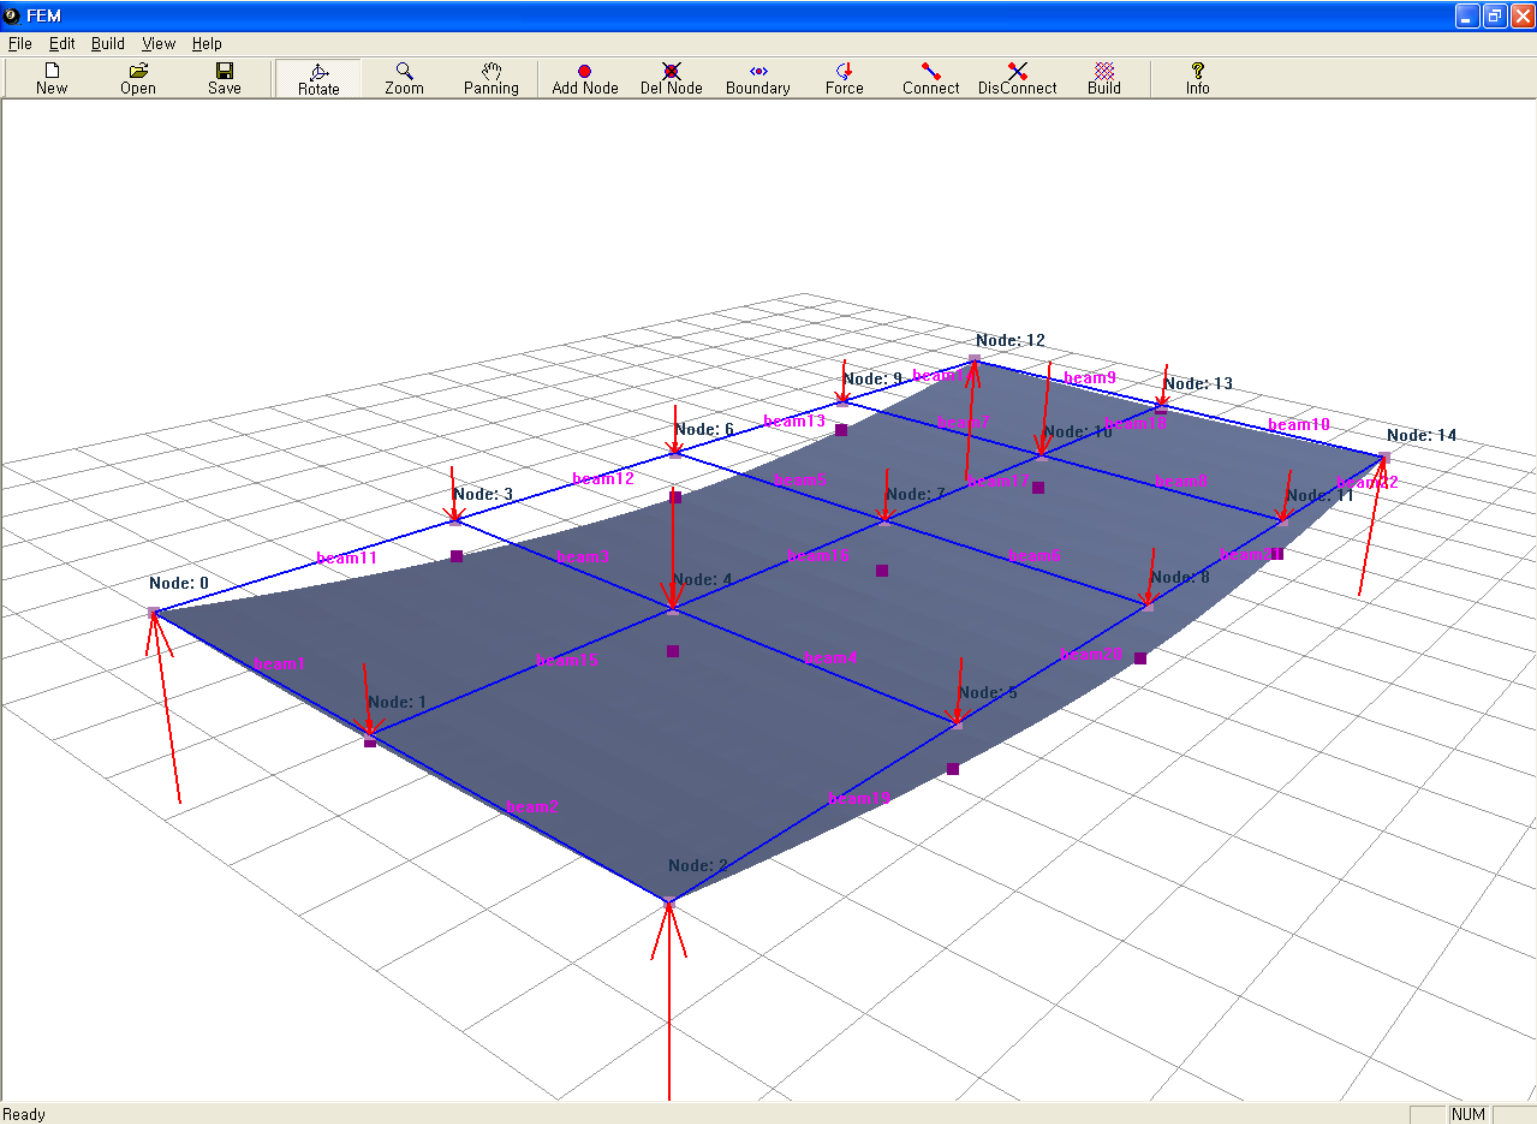 FEM
File Edit Build View Help
New Open Save Rotate Zoom Panning Add Node Del Node Boundary Force Connect DisConnect Build Info
Node: 12
Node: 9
beam9
Node: 13
beam13
beam7
Node: 10
beam10
Node: 6
Node: 14
beam12
beam5
beam17
beam8
Node: 3
Node: 7
Node: 11
beam11
beam3
beam16
beam6
Node: 0
Node: 4
Node: 8
beam1
beam15
beam4
beam20
Node: 1
Node: 5
beam2
beam19
Node: 2
Ready
NUM